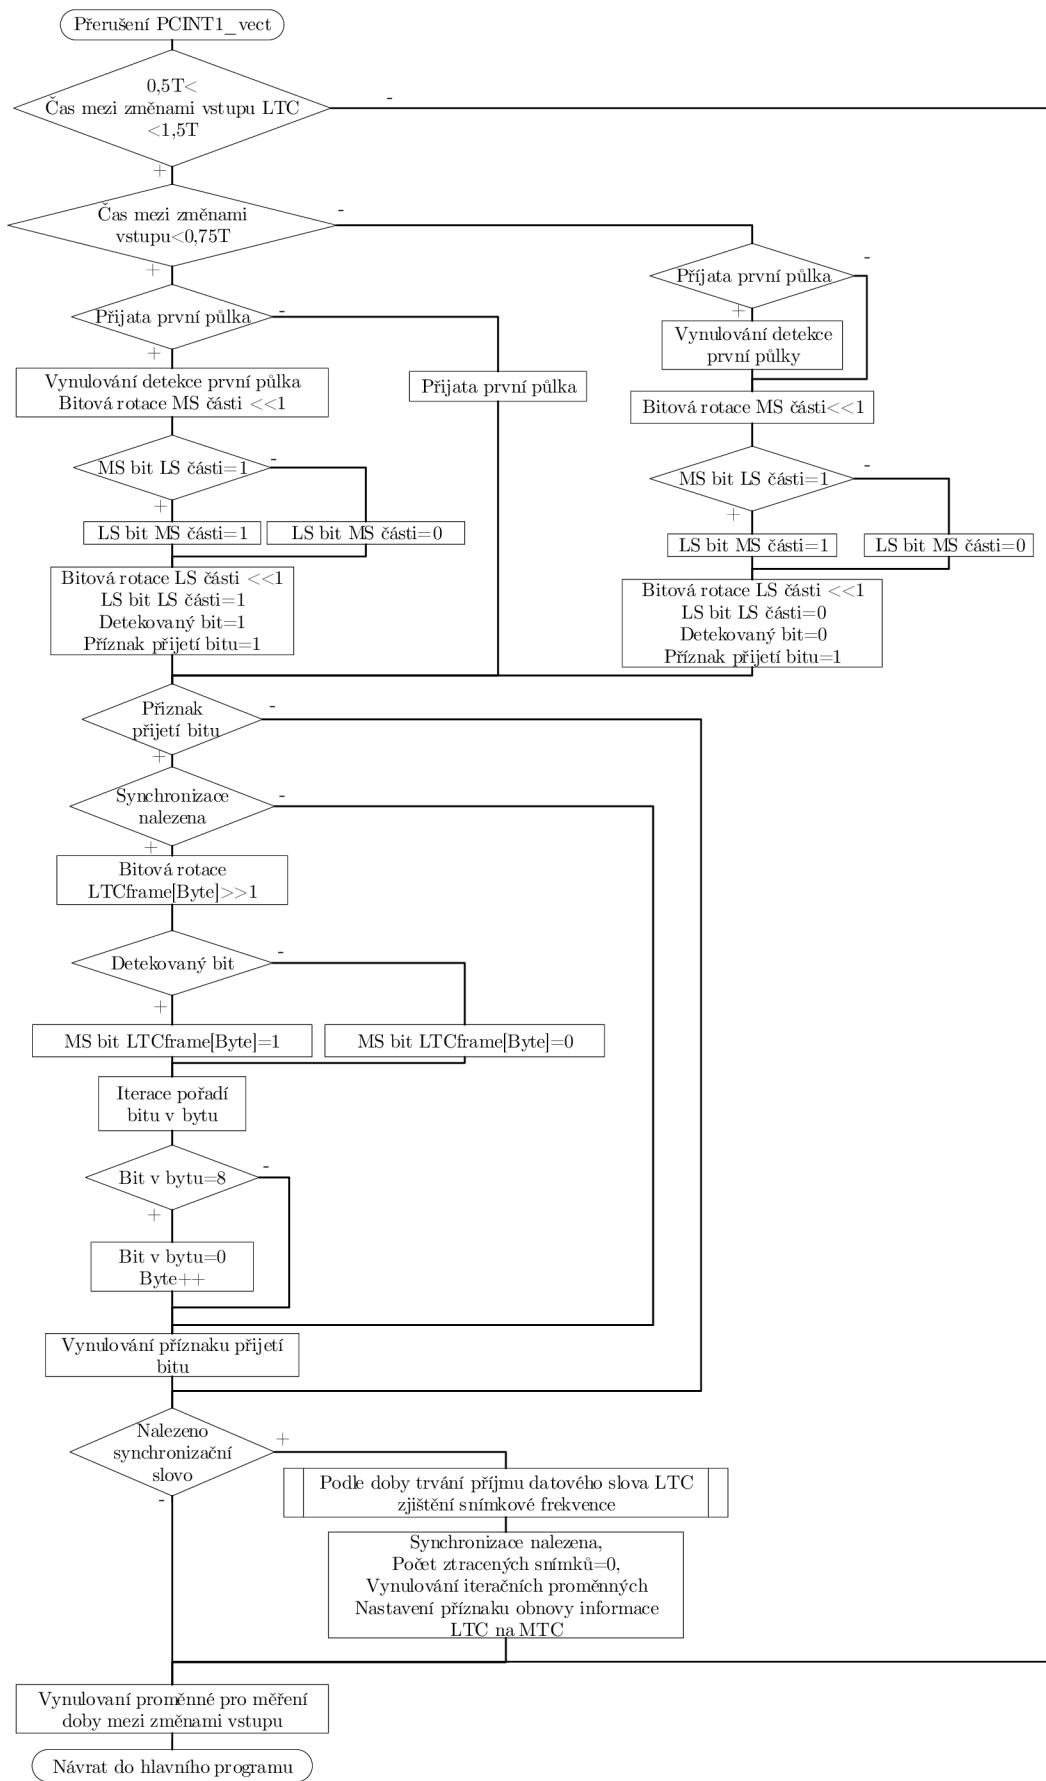 Přerušení PCINT1_vect
0,5T<
Čas mezi změnami vstupu LTC
<1,5T
-
+
Čas mezi změnami
vstupu<0,75T
-
+
Přijata první půlka
-
+
Příjata první půlka
-
+
Vynulování detekce
první půlky
Vynulování detekce první půlka
Bitová rotace MS části <<1
Přijata první půlka
Bitová rotace MS části<<1
MS bit LS části=1
-
+
MS bit LS části=1
-
+
LS bit MS části=1
LS bit MS části=0
LS bit MS části=1
LS bit MS části=0
Bitová rotace LS části <<1
LS bit LS části=1
Detekovaný bit=1
Příznak přijetí bitu=1
Bitová rotace LS části <<1
LS bit LS části=0
Detekovaný bit=0
Příznak přijetí bitu=1
Přiznak
přijetí bitu
-
+
Synchronizace
nalezena
-
+
Bitová rotace
LTCframe[Byte]>>1
Detekovaný bit
-
+
MS bit LTCframe[Byte]=1
MS bit LTCframe[Byte]=0
Iterace pořadí
bitu v bytu
Bit v bytu=8
-
+
Bit v bytu=0
Byte++
Vynulování příznaku přijetí
bitu
Nalezeno
synchronizační
slovo
+
-
Podle doby trvání příjmu datového slova LTC
zjištění snímkové frekvence
Synchronizace nalezena,
Počet ztracených snímků=0,
Vynulování iteračních proměnných
Nastavení příznaku obnovy informace
LTC na MTC
Vynulovaní proměnné pro měření
doby mezi změnami vstupu
Návrat do hlavního programu